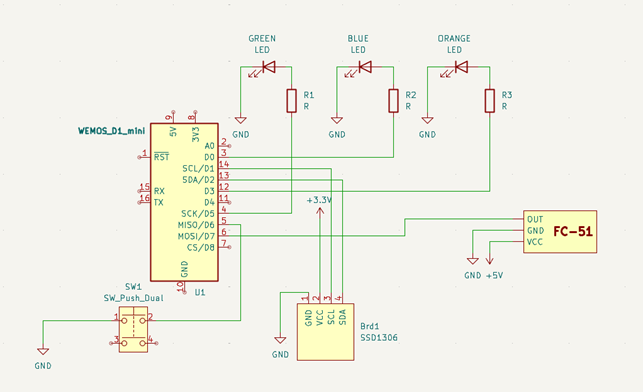 GREEN
LED
BLUE
LED
ORANGE
LED
R1
R
R2
R
R3
R
GND
GND
GND
WEMOS_D1_mini
9
8
5V
3V3
A0
2
1
RST
D0
3
SCL/D1
14
SDA/D2
13
15
RX
D3
12
16
TX
D4
11
SCK/D5
4
MISO/D6
5
MOSI/D7
6
CS/D8
7
GND
10
U1
+3.3V
OUT
GND
VCC
FC-51
GND
+5V
SW1
SW_Push_Dual
1
2
3
4
GND
1
2
3
4
GND
VCC
SCL
SDA
Brd1
SSD1306
GND